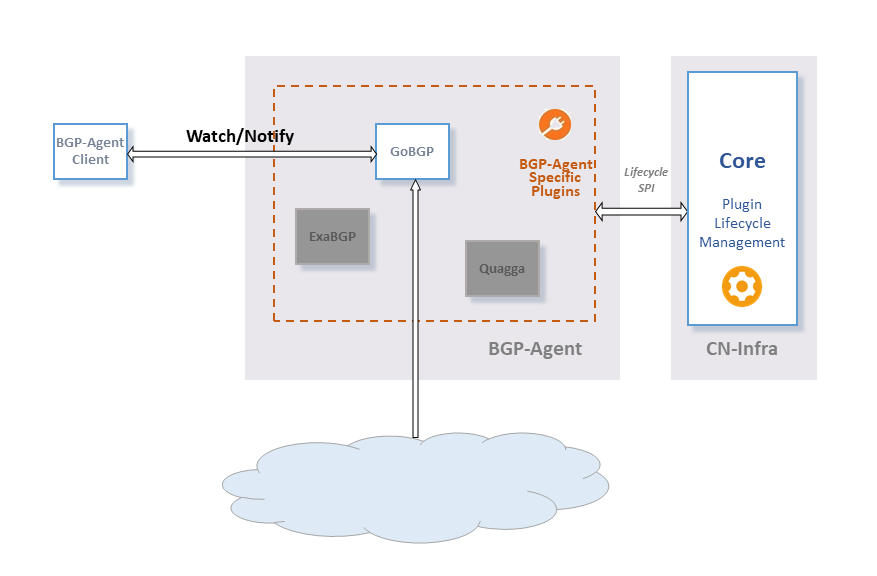 Watch/Notify
BGP-Agent
Client
GoBGP
BGP-Agent
Specific
Plugins
ExaBGP
Quagga
BGP-Agent
Lifecycle
SPI
Core
Plugin
Lifecycle
Management
CN-Infra